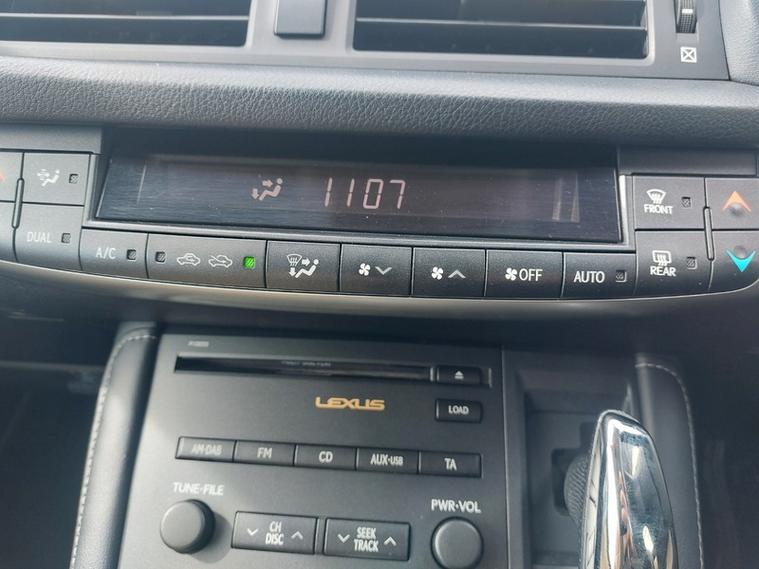 1107
FRONT
DUAL
A/C
OFF
AUTO
REAR
LEXUS
LOAD
AM•DAB
FM
CD
AUX•USB
TA
TUNE•FILE
PWR•VOL
CH
DISC
SEEK
TRACK